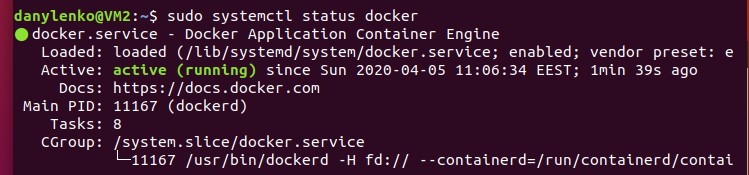 danylenko@VM2:~$ sudo systemctl status docker
● docker.service - Docker Application Container Engine
Loaded: loaded (/lib/systemd/system/docker.service; enabled; vendor preset: e
Active: active (running) since Sun 2020-04-05 11:06:34 EEST; 1min 39s ago
Docs: https://docs.docker.com
Main PID: 11167 (dockerd)
Tasks: 8
CGroup: /system.slice/docker.service
└─11167 /usr/bin/dockerd -H fd:// --containerd=/run/containerd/contai